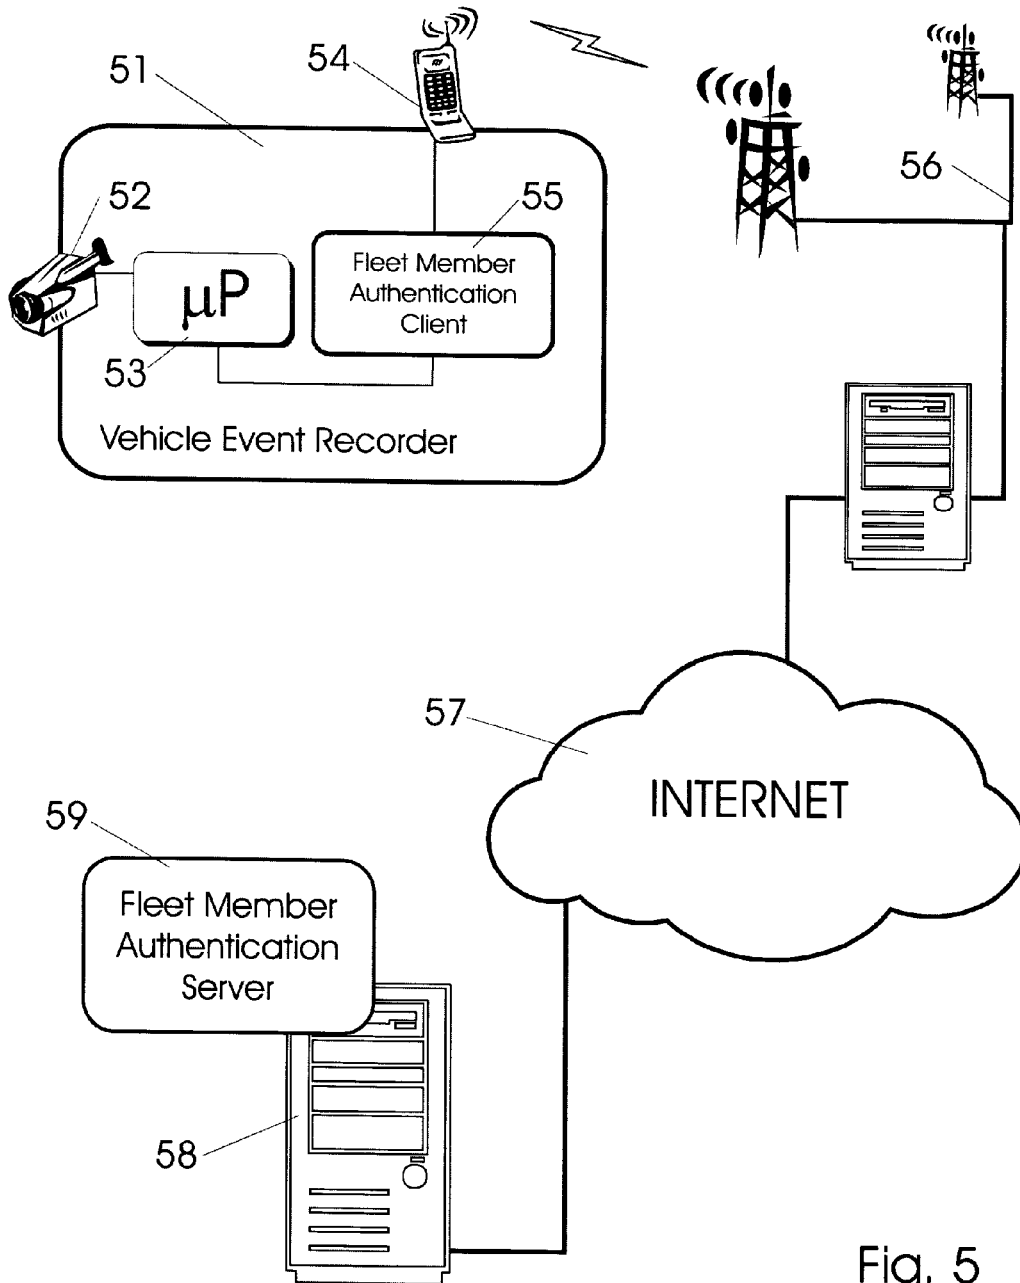 51
54
56
52
55
Fleet Member
Authentication
Client
µP
53
Vehicle Event Recorder
57
INTERNET
59
Fleet Member
Authentication
Server
58
Fig. 5